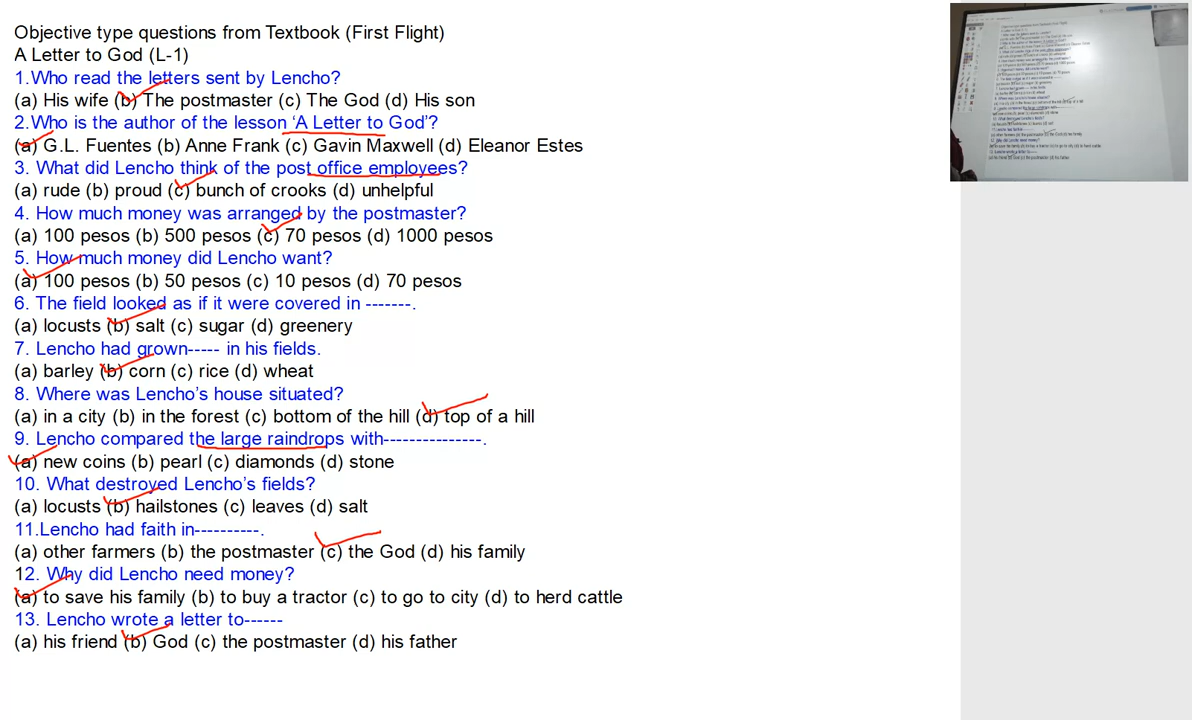 Objective type questions from Textbook (First Flight)
A Letter to God (L-1)
1.Who read the letters sent by Lencho?
(a) His wife (b) The postmaster (c) The God (d) His son
2.Who is the author of the lesson ‘A Letter to God’?
(a) G.L. Fuentes (b) Anne Frank (c) Gavin Maxwell (d) Eleanor Estes
3. What did Lencho think of the post office employees?
(a) rude (b) proud (c) bunch of crooks (d) unhelpful
4. How much money was arranged by the postmaster?
(a) 100 pesos (b) 500 pesos (c) 70 pesos (d) 1000 pesos
5. How much money did Lencho want?
(a) 100 pesos (b) 50 pesos (c) 10 pesos (d) 70 pesos
6. The field looked as if it were covered in -------.
(a) locusts (b) salt (c) sugar (d) greenery
7. Lencho had grown----- in his fields.
(a) barley (b) corn (c) rice (d) wheat
8. Where was Lencho’s house situated?
(a) in a city (b) in the forest (c) bottom of the hill (d) top of a hill
9. Lencho compared the large raindrops with---------------.
(a) new coins (b) pearl (c) diamonds (d) stone
10. What destroyed Lencho’s fields?
(a) locusts (b) hailstones (c) leaves (d) salt
11.Lencho had faith in----------.
(a) other farmers (b) the postmaster (c) the God (d) his family
12. Why did Lencho need money?
(a) to save his family (b) to buy a tractor (c) to go to city (d) to herd cattle
13. Lencho wrote a letter to------
(a) his friend (b) God (c) the postmaster (d) his father